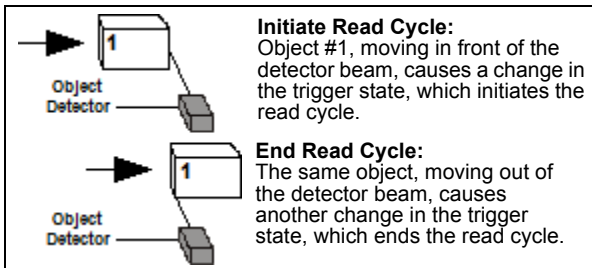 1
Object
Detector
Initiate Read Cycle:
Object #1, moving in front of the
detector beam, causes a change in
the trigger state, which initiates the
read cycle.
1
Object
Detector
End Read Cycle:
The same object, moving out of
the detector beam, causes
another change in the trigger
state, which ends the read cycle.